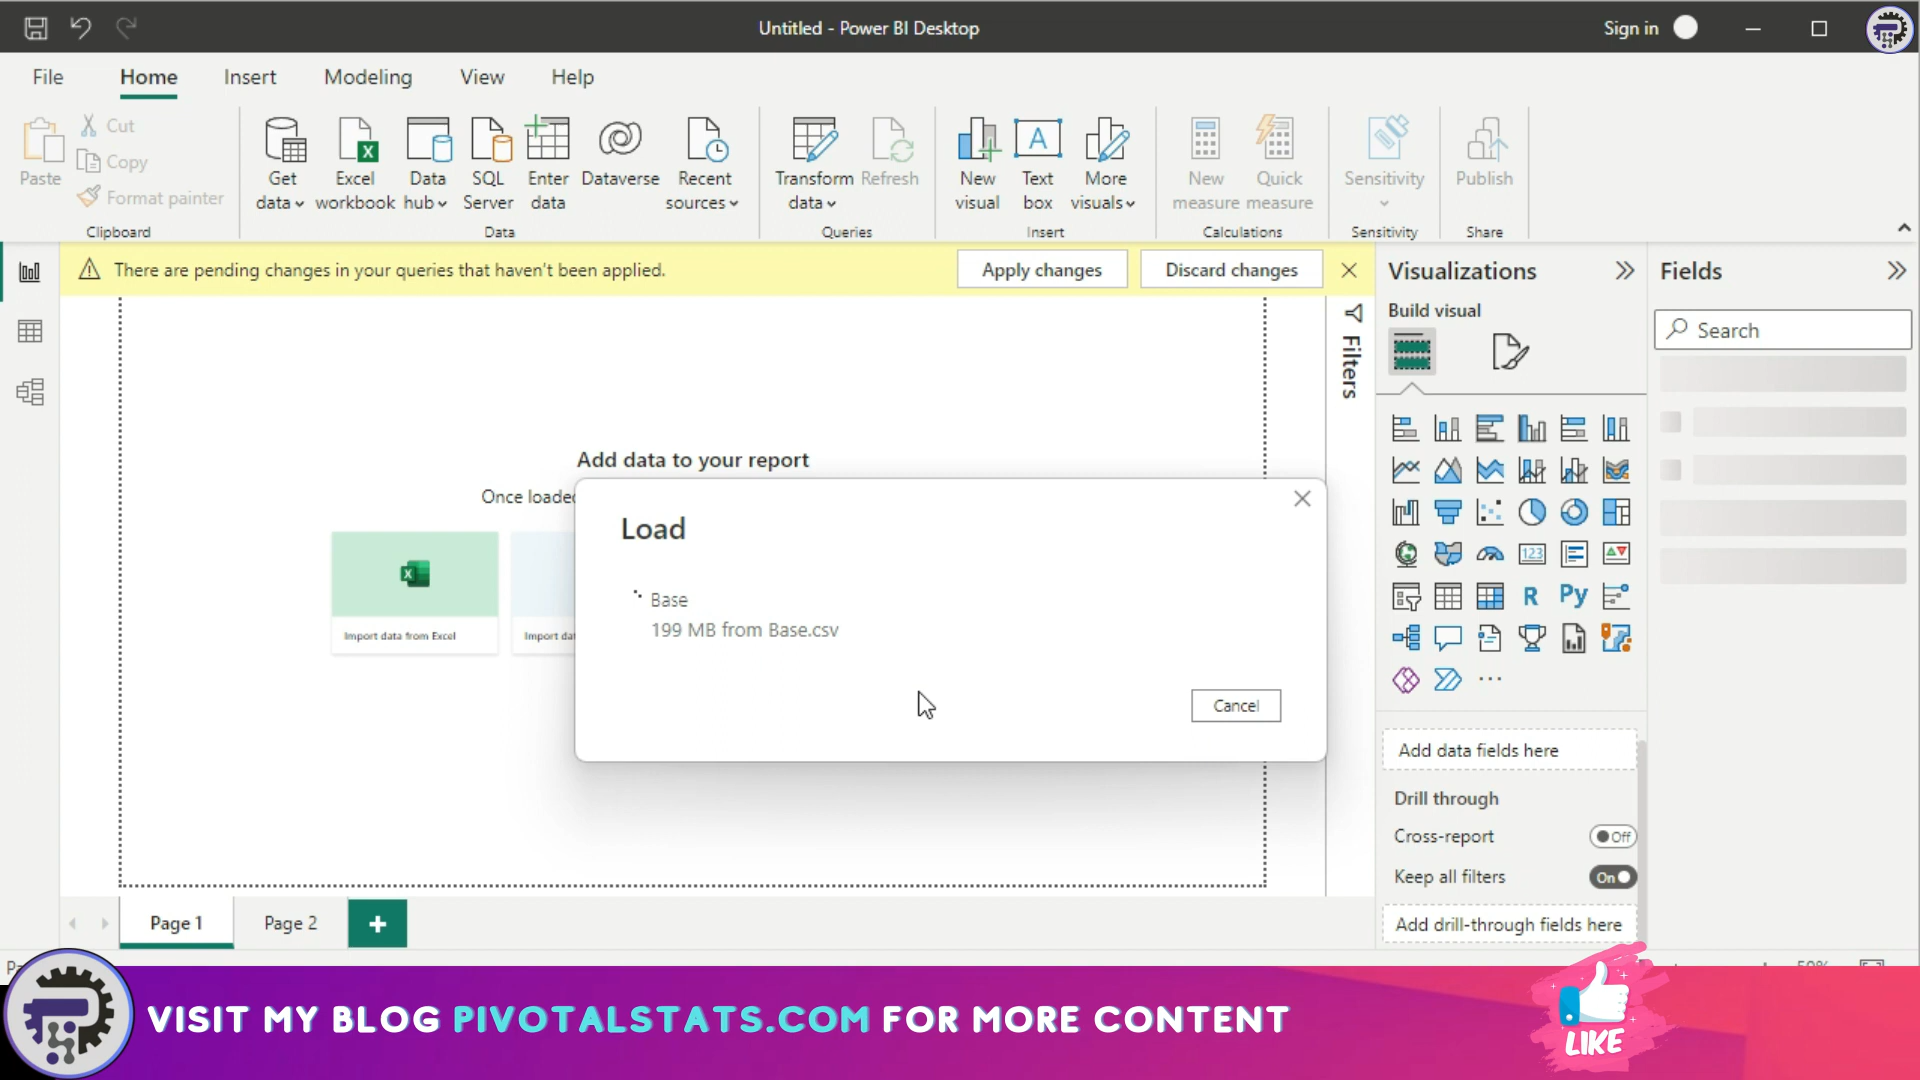 Untitled - Power BI Desktop
Sign in
File
Home
Insert
Modeling
View
Help
Paste
Cut
Copy
Format painter
Clipboard
Get data
Excel workbook
Data hub
SQL Server
Enter data
Dataverse
Recent sources
Data
Transform data
Refresh
Queries
New visual
Text box
More visuals
Insert
New measure
Quick measure
Calculations
Sensitivity
Sensitivity
Publish
Share
There are pending changes in your queries that haven't been applied.
Apply changes
Discard changes
Filters
Visualizations
Build visual
Fields
Search
Add data to your report
Once loaded
Import data from Excel
Import dat
Load
Base
199 MB from Base.csv
Cancel
123
R
Py
Add data fields here
Drill through
Cross-report
Off
Keep all filters
On
Add drill-through fields here
Page 1
Page 2
VISIT MY BLOG PIVOTALSTATS.COM FOR MORE CONTENT
LIKE